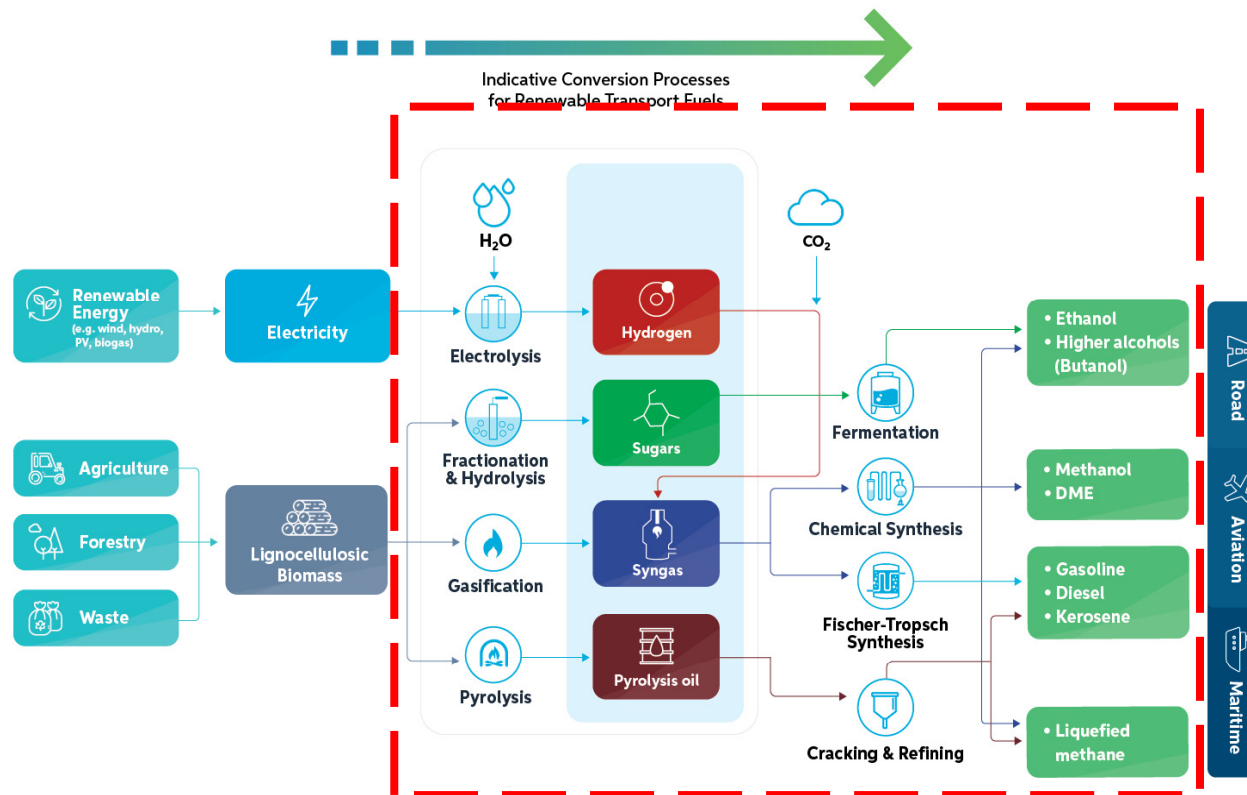 Indicative Conversion Processes
for Renewable Transport Fuels
H₂O
CO₂
Renewable
Energy
(e.g. wind, hydro,
PV, biogas)
Electricity
Electrolysis
Hydrogen
• Ethanol
• Higher alcohols
(Butanol)
Fractionation
& Hydrolysis
Sugars
Fermentation
Agriculture
Forestry
Waste
Lignocellulosic
Biomass
Gasification
Syngas
Chemical Synthesis
• Methanol
• DME
Fischer-Tropsch
Synthesis
• Gasoline
• Diesel
• Kerosene
Pyrolysis
Pyrolysis oil
Cracking & Refining
• Liquefied
methane
Road
Aviation
Maritime